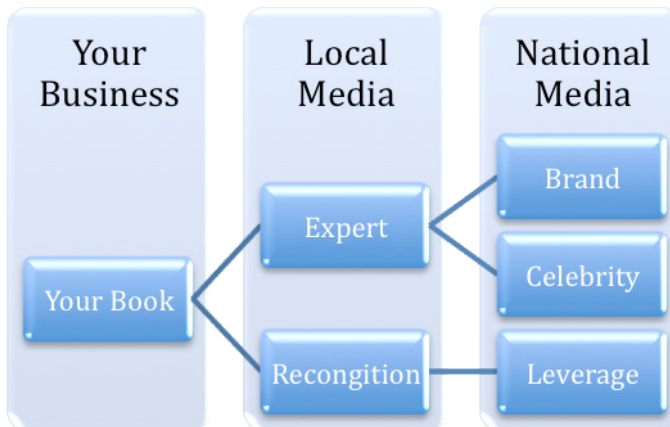 Your
Business
Local
Media
National
Media
Your Book
Expert
Recongition
Brand
Celebrity
Leverage